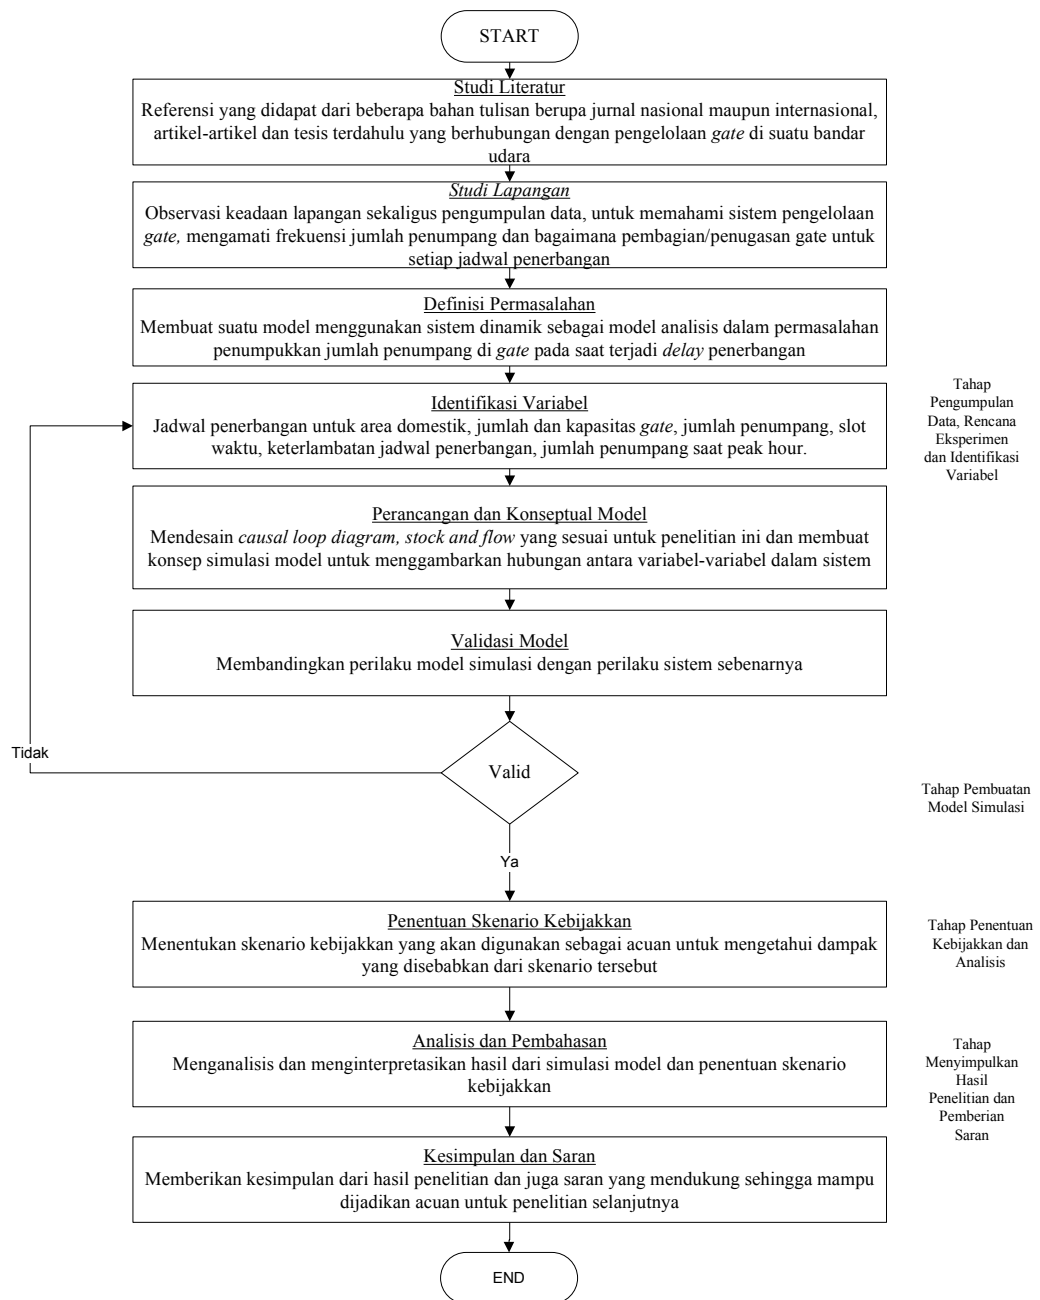 START
Studi Literatur
Referensi yang didapat dari beberapa bahan tulisan berupa jurnal nasional maupun internasional,
artikel-artikel dan tesis terdahulu yang berhubungan dengan pengelolaan gate di suatu bandar
udara
Studi Lapangan
Observasi keadaan lapangan sekaligus pengumpulan data, untuk memahami sistem pengelolaan
gate, mengamati frekuensi jumlah penumpang dan bagaimana pembagian/penugasan gate untuk
setiap jadwal penerbangan
Definisi Permasalahan
Membuat suatu model menggunakan sistem dinamik sebagai model analisis dalam permasalahan
penumpukkan jumlah penumpang di gate pada saat terjadi delay penerbangan
Identifikasi Variabel
Jadwal penerbangan untuk area domestik, jumlah dan kapasitas gate, jumlah penumpang, slot
waktu, keterlambatan jadwal penerbangan, jumlah penumpang saat peak hour.
Tahap
Pengumpulan
Data, Rencana
Eksperimen
dan Identifikasi
Variabel
Perancangan dan Konseptual Model
Mendesain causal loop diagram, stock and flow yang sesuai untuk penelitian ini dan membuat
konsep simulasi model untuk menggambarkan hubungan antara variabel-variabel dalam sistem
Validasi Model
Membandingkan perilaku model simulasi dengan perilaku sistem sebenarnya
Tidak
Valid
Tahap Pembuatan
Model Simulasi
Ya
Penentuan Skenario Kebijakkan
Menentukan skenario kebijakkan yang akan digunakan sebagai acuan untuk mengetahui dampak
yang disebabkan dari skenario tersebut
Tahap Penentuan
Kebijakkan dan
Analisis
Analisis dan Pembahasan
Menganalisis dan menginterpretasikan hasil dari simulasi model dan penentuan skenario
kebijakkan
Tahap
Menyimpulkan
Hasil
Penelitian dan
Pemberian
Saran
Kesimpulan dan Saran
Memberikan kesimpulan dari hasil penelitian dan juga saran yang mendukung sehingga mampu
dijadikan acuan untuk penelitian selanjutnya
END